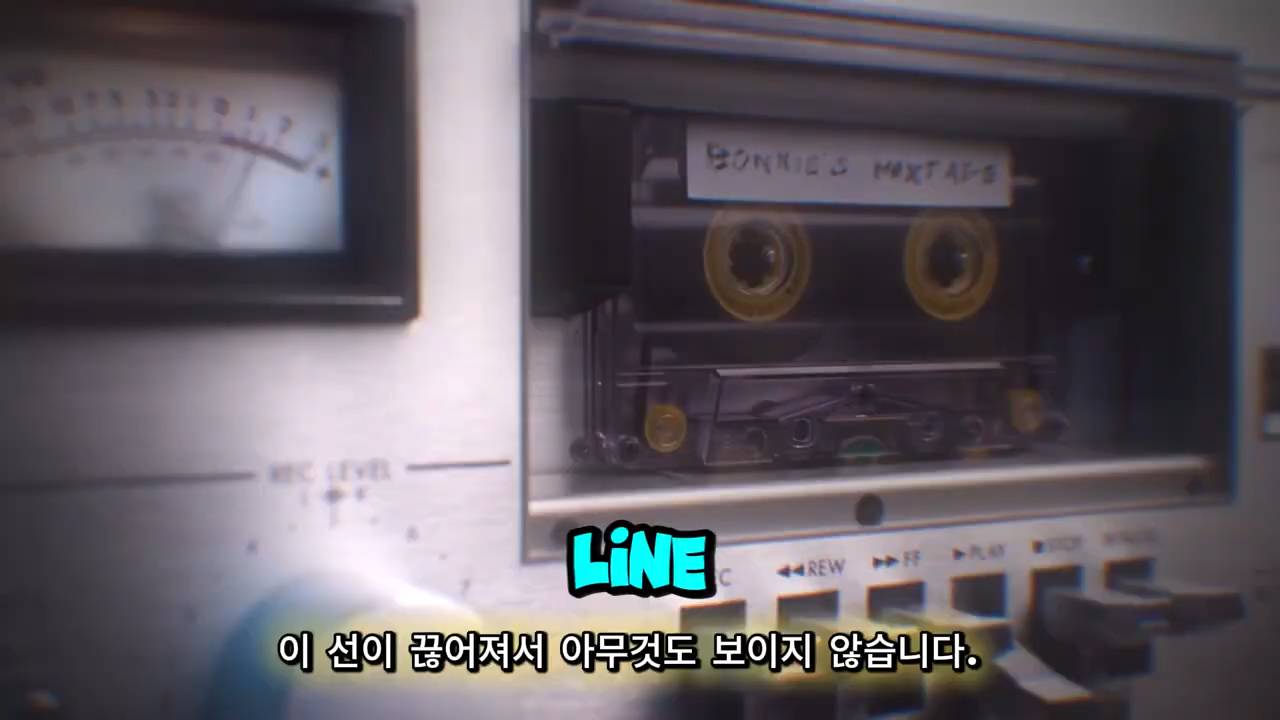 BONNIE'S MIXTAPE
REC LEVEL
LINE
◀◀REW ▶▶FF ▶PLAY ■STOP
이 선이 끊어져서 아무것도 보이지 않습니다.